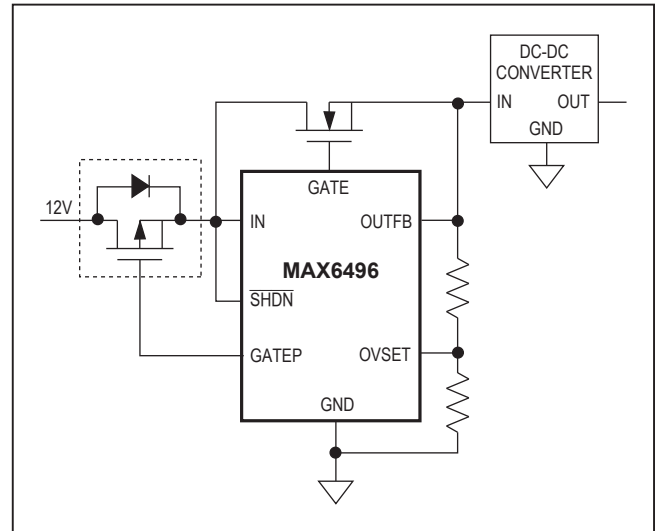 DC-DC
CONVERTER
IN OUT
GND
GATE
12V
IN OUTFB
MAX6496
SHDN
GATEP OVSET
GND